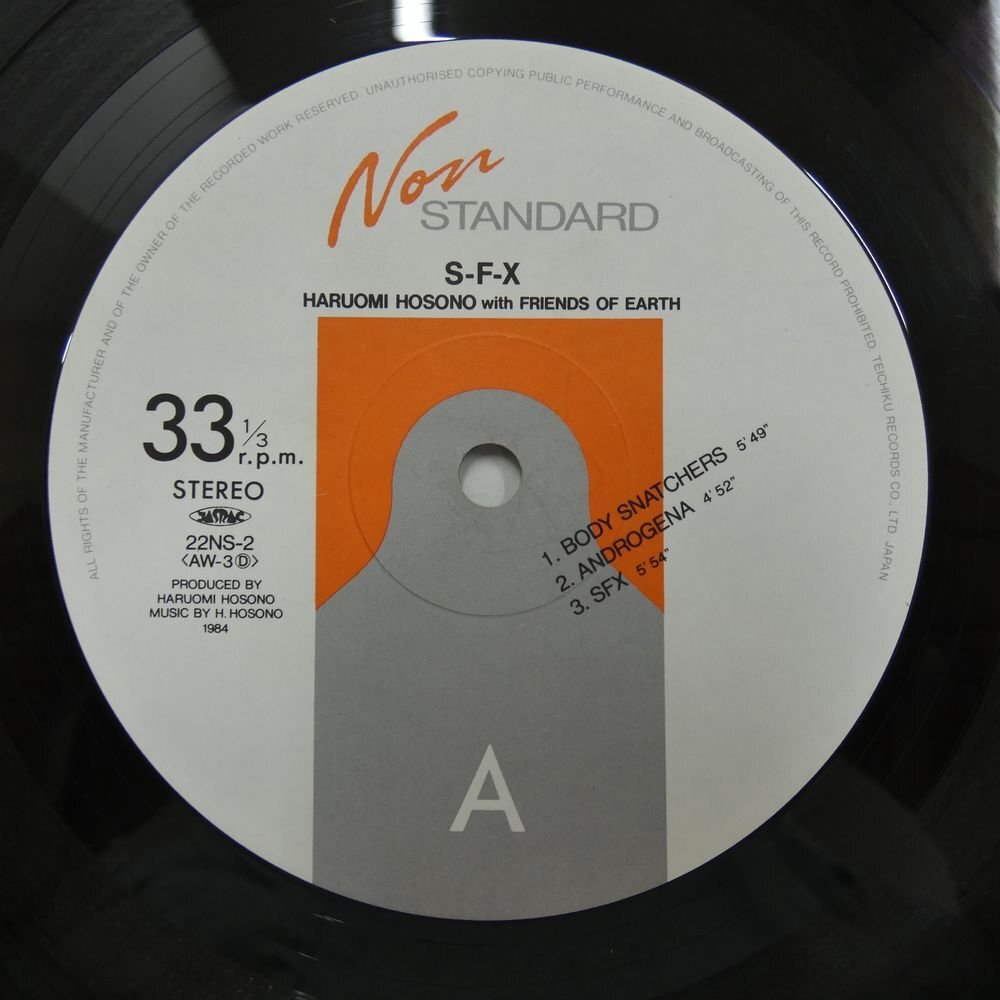 ALL RIGHTS OF THE MANUFACTURER AND OF THE OWNER OF THE RECORDED WORK RESERVED. UNAUTHORISED COPYING PUBLIC PERFORMANCE AND BROADCASTING OF THIS RECORD PROHIBITED. TEICHIKU RECORDS CO., LTD. JAPAN
Non
STANDARD
S-F-X
HARUOMI HOSONO with FRIENDS OF EARTH
33 1/3
r.p.m.
STEREO
JASRAC
22NS-2
<AW-3Ⓓ>
PRODUCED BY
HARUOMI HOSONO
MUSIC BY H. HOSONO
1984
1. BODY SNATCHERS 5'49"
2. ANDROGENA 4'52"
3. SFX 5'54"
A